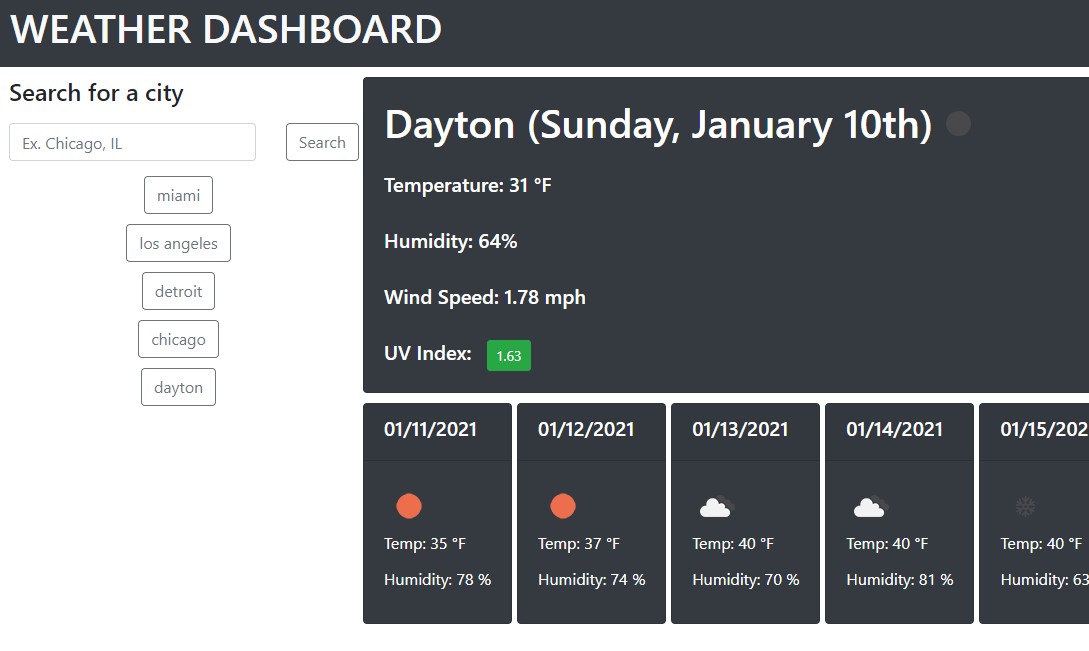 WEATHER DASHBOARD
Search for a city
Ex. Chicago, IL
Search
miami
los angeles
detroit
chicago
dayton
Dayton (Sunday, January 10th)
Temperature: 31 °F
Humidity: 64%
Wind Speed: 1.78 mph
UV Index: 1.63
01/11/2021
Temp: 35 °F
Humidity: 78 %
01/12/2021
Temp: 37 °F
Humidity: 74 %
01/13/2021
Temp: 40 °F
Humidity: 70 %
01/14/2021
Temp: 40 °F
Humidity: 81 %
01/15/202
Temp: 40 °F
Humidity: 63